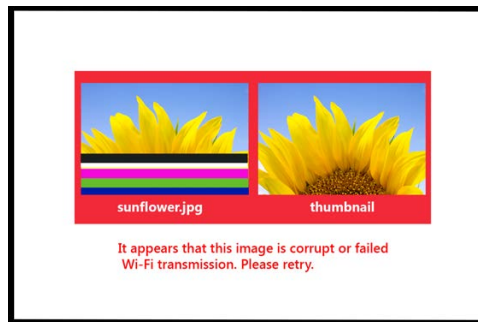 sunflower.jpg
thumbnail
It appears that this image is corrupt or failed
Wi-Fi transmission. Please retry.